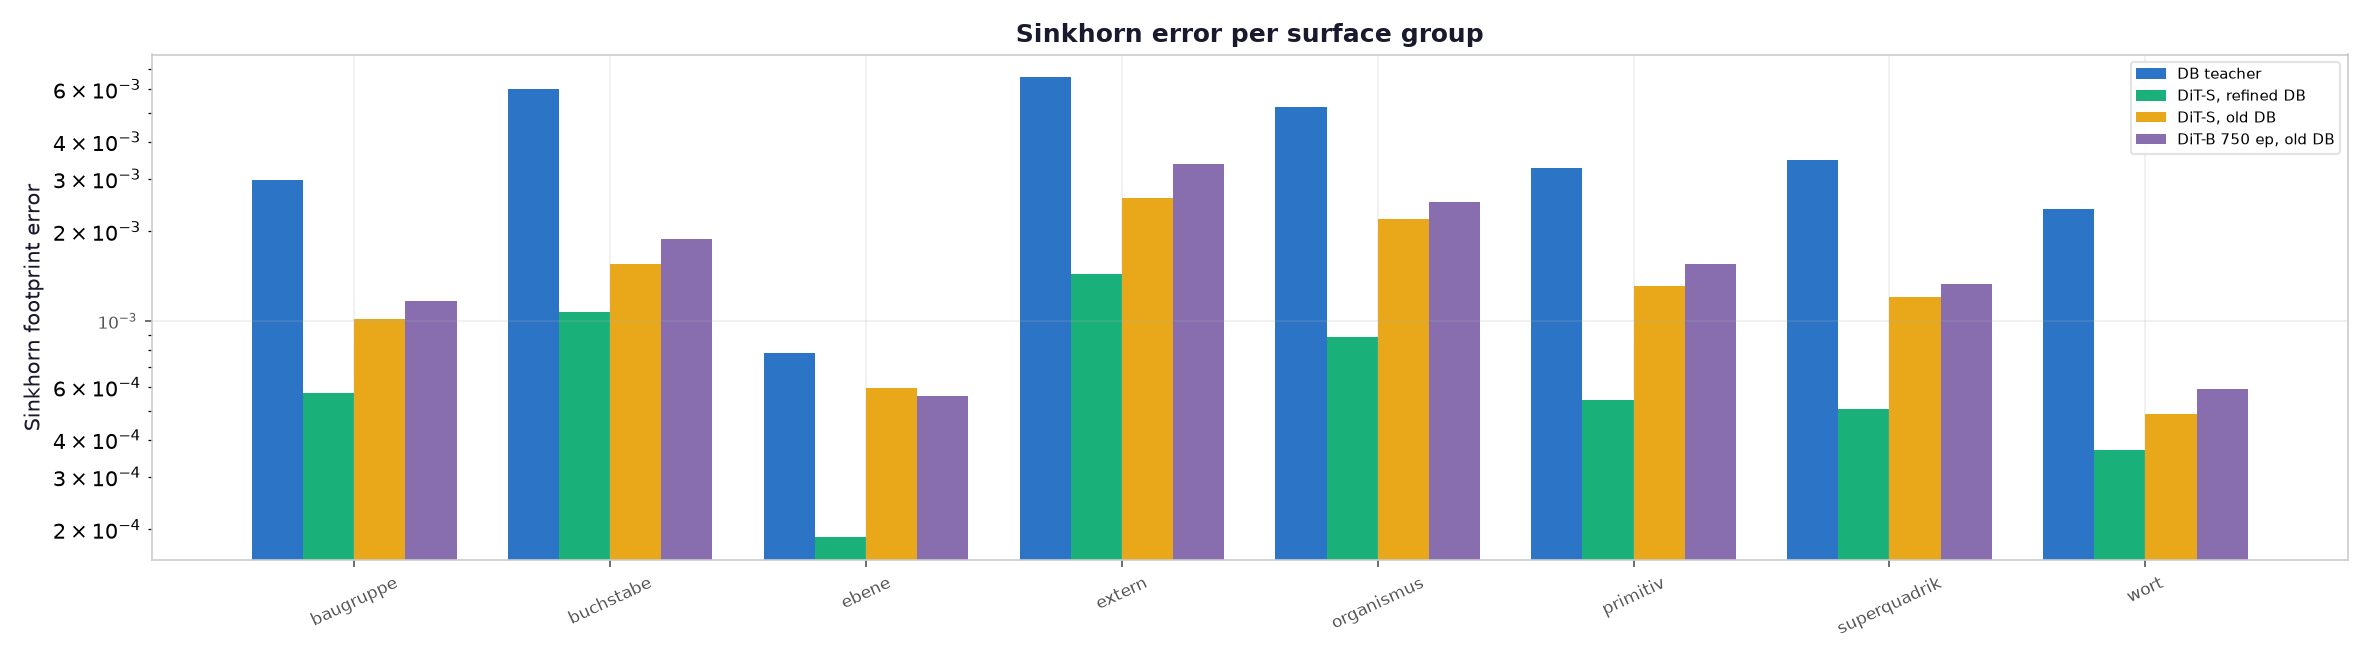 Sinkhorn error per surface group
Sinkhorn footprint error
6 × 10⁻³
4 × 10⁻³
3 × 10⁻³
2 × 10⁻³
10⁻³
6 × 10⁻⁴
4 × 10⁻⁴
3 × 10⁻⁴
2 × 10⁻⁴
DB teacher
DiT-S, refined DB
DiT-S, old DB
DiT-B 750 ep, old DB
baugruppe
buchstabe
ebene
extern
organismus
primitiv
superquadrik
wort